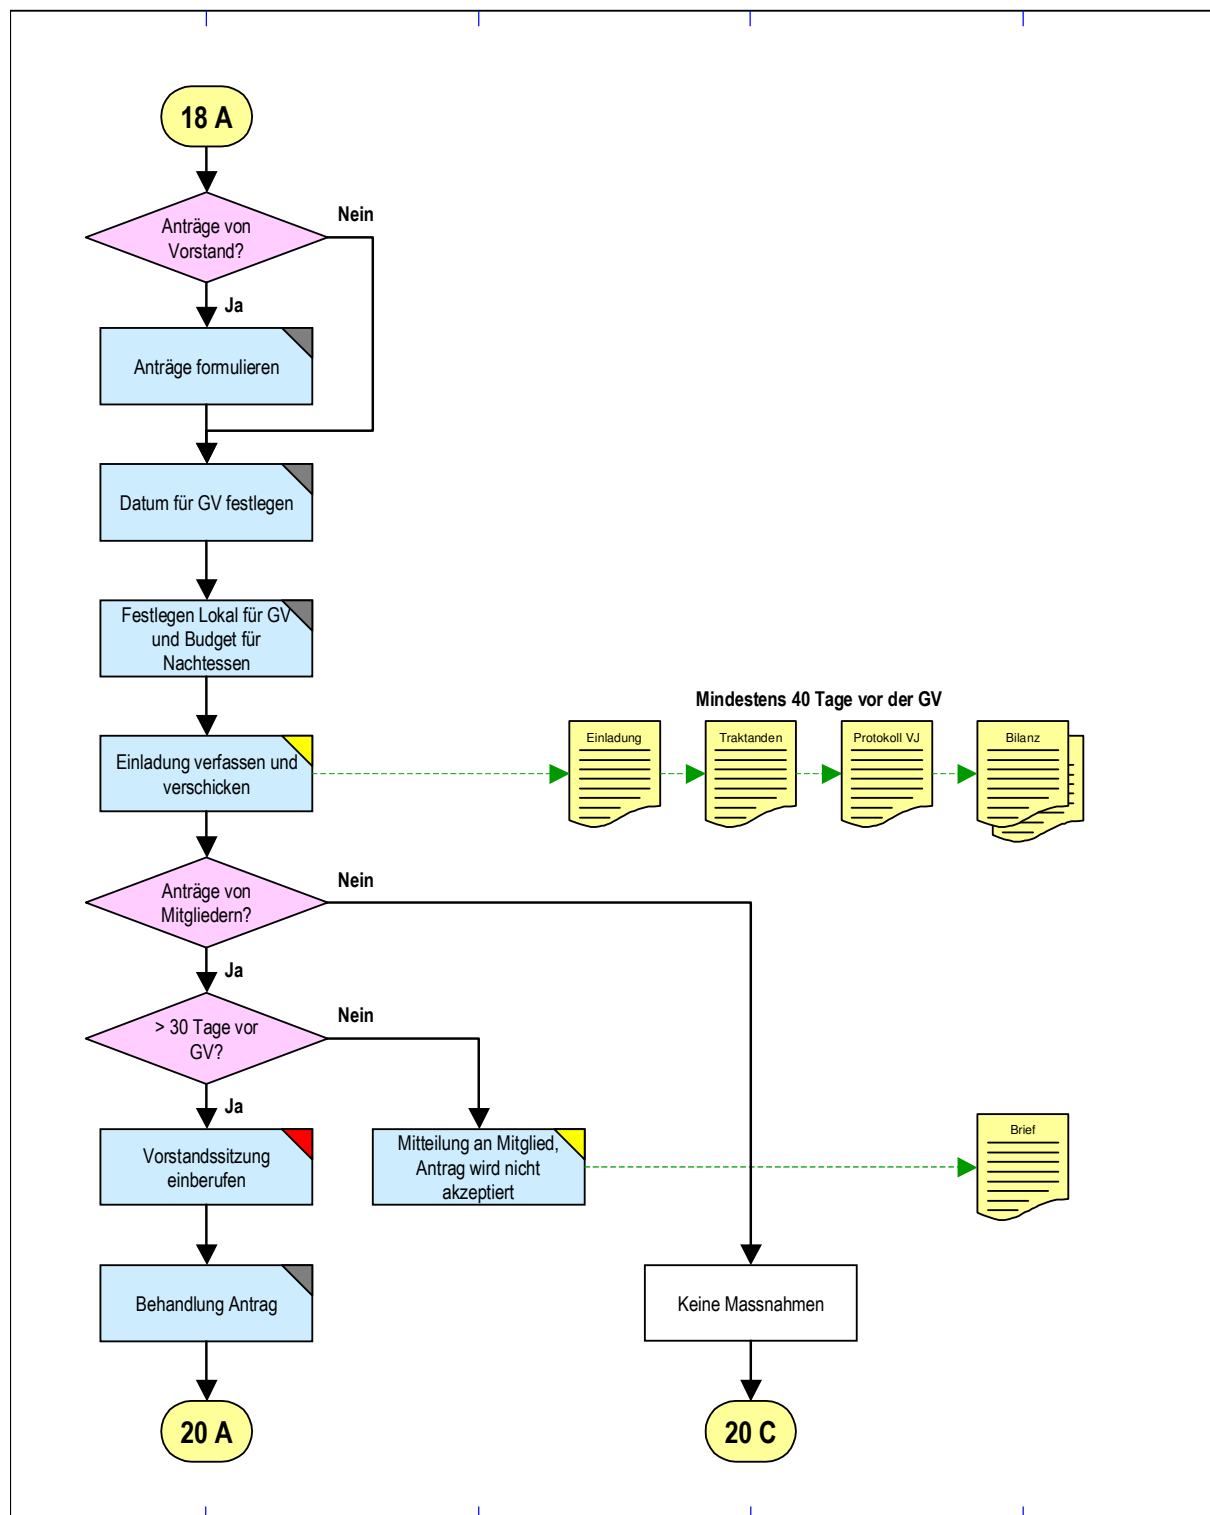 18 A
Anträge von
Vorstand?
Nein
Ja
Anträge formulieren
Datum für GV festlegen
Festlegen Lokal für GV
und Budget für
Nachtessen
Mindestens 40 Tage vor der GV
Einladung verfassen und
verschicken
Einladung
Traktanden
Protokoll VJ
Bilanz
Anträge von
Mitgliedern?
Nein
Ja
> 30 Tage vor
GV?
Nein
Ja
Vorstandssitzung
einberufen
Mitteilung an Mitglied,
Antrag wird nicht
akzeptiert
Brief
Behandlung Antrag
Keine Massnahmen
20 A
20 C